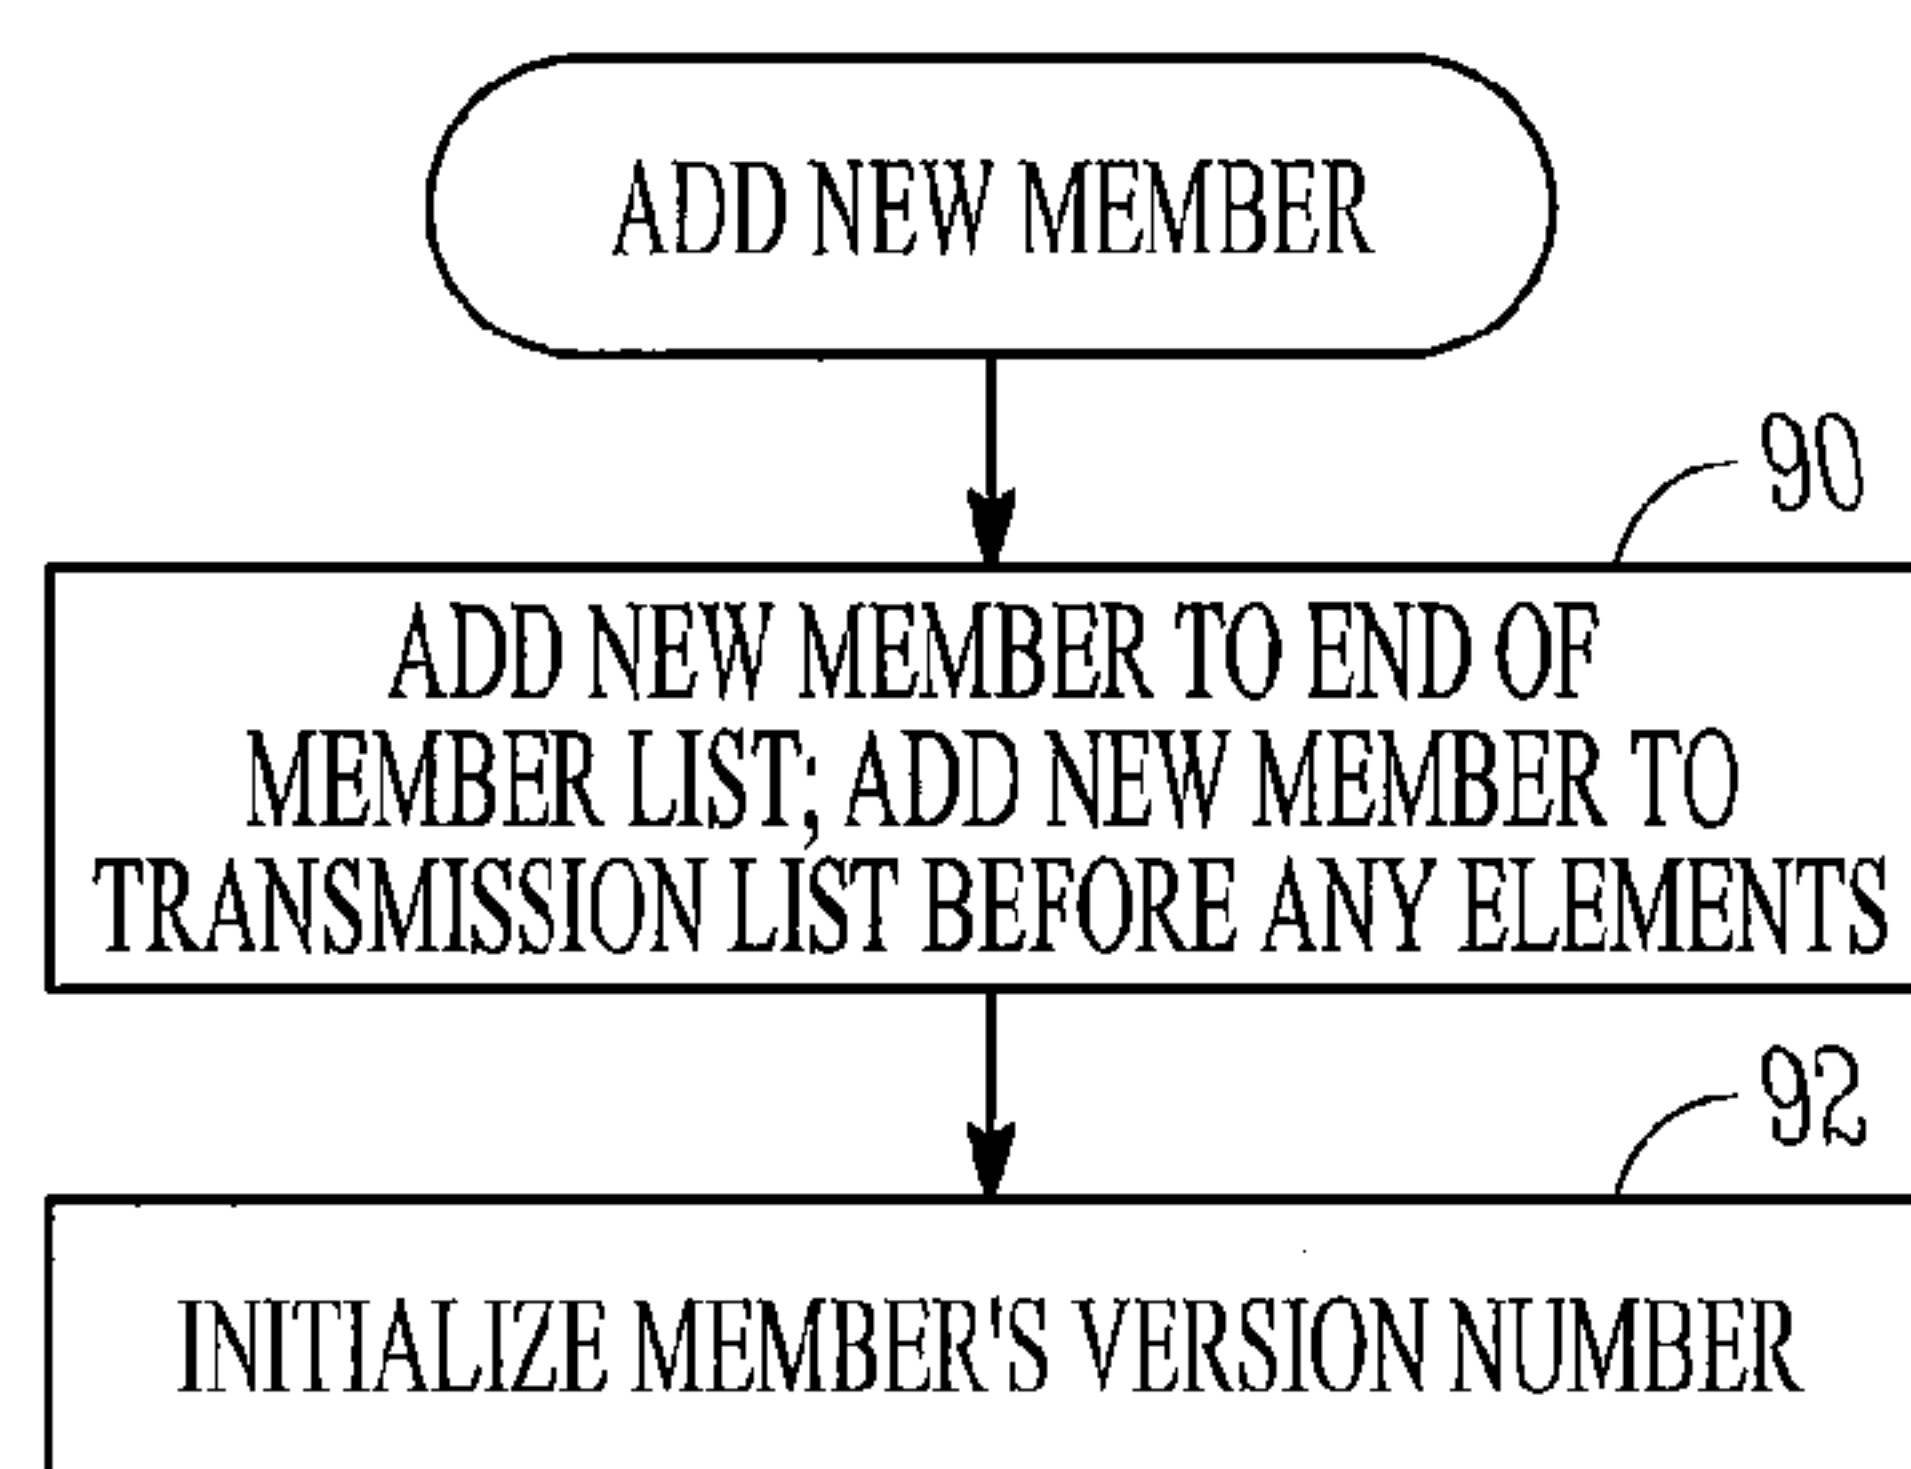 ADD NEW MEMBER
90
ADD NEW MEMBER TO END OF
MEMBER LIST; ADD NEW MEMBER TO
TRANSMISSION LIST BEFORE ANY ELEMENTS
92
INITIALIZE MEMBER'S VERSION NUMBER